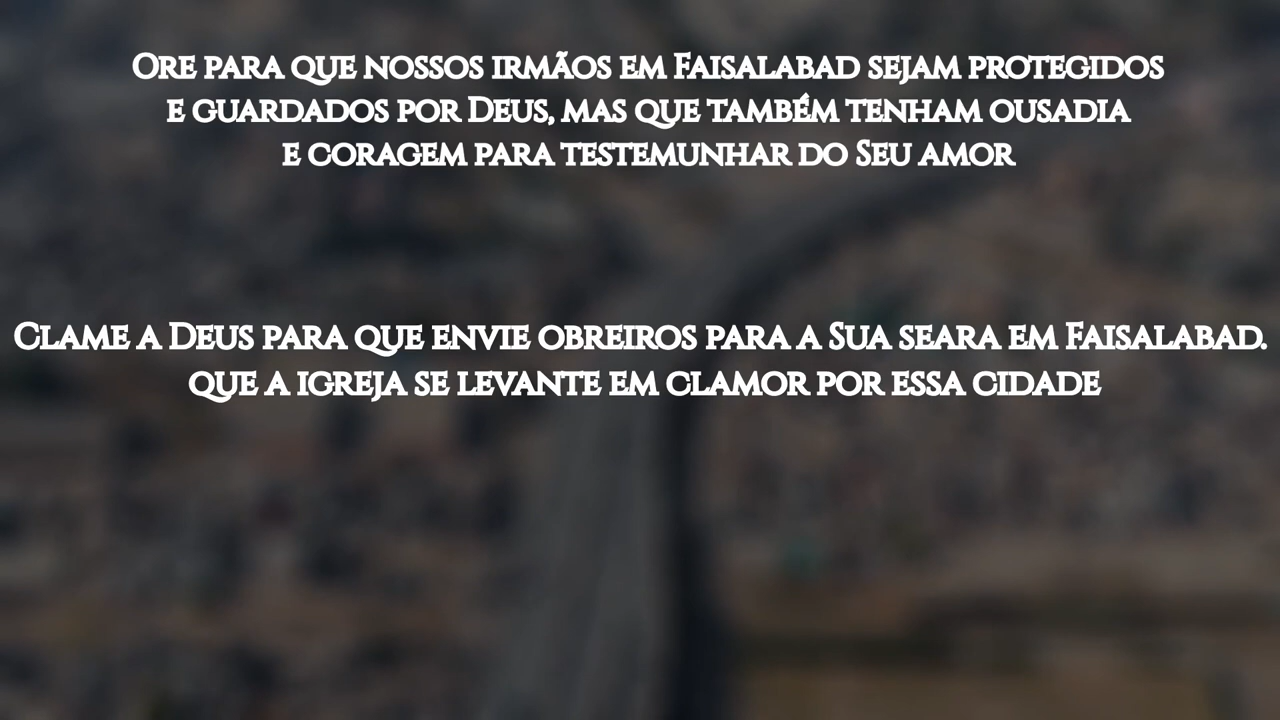 Ore para que nossos irmãos em Faisalabad sejam protegidos
e guardados por Deus, mas que também tenham ousadia
e coragem para testemunhar do Seu amor
Clame a Deus para que envie obreiros para a Sua seara em Faisalabad.
que a igreja se levante em clamor por essa cidade